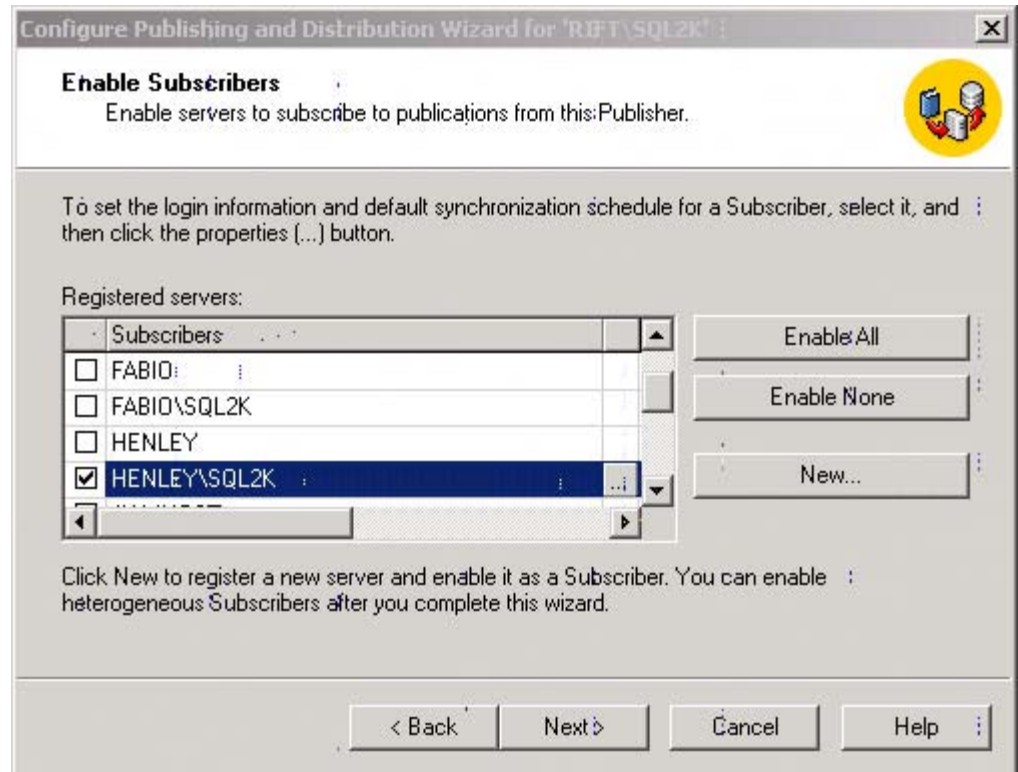 Configure Publishing and Distribution Wizard for 'RIFT\SQL2K'
Enable Subscribers
Enable servers to subscribe to publications from this Publisher.
To set the login information and default synchronization schedule for a Subscriber, select it, and
then click the properties (...) button.
Registered servers:
Subscribers
FABIO
FABIO\SQL2K
HENLEY
HENLEY\SQL2K
...
Enable All
Enable None
New...
Click New to register a new server and enable it as a Subscriber. You can enable
heterogeneous Subscribers after you complete this wizard.
< Back
Next >
Cancel
Help